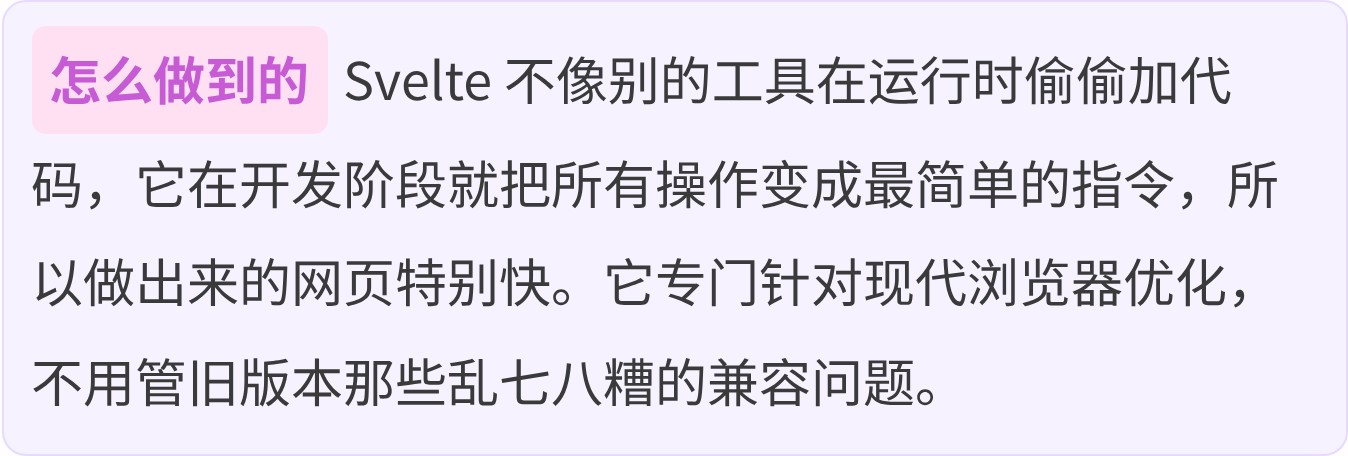 怎么做到的 Svelte 不像别的工具在运行时偷偷加代
码，它在开发阶段就把所有操作变成最简单的指令，所
以做出来的网页特别快。它专门针对现代浏览器优化，
不用管旧版本那些乱七八糟的兼容问题。